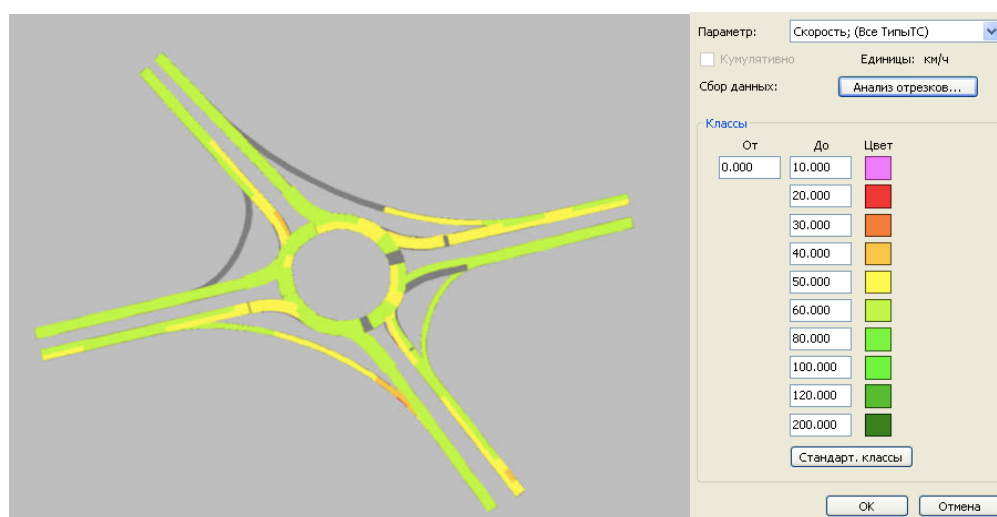 Параметр: Скорость; (Все ТипыТС)
Кумулятивно Единицы: км/ч
Сбор данных: Анализ отрезков...
Классы
От До Цвет
0.000 10.000
20.000
30.000
40.000
50.000
60.000
80.000
100.000
120.000
200.000
Стандарт. классы
OK Отмена